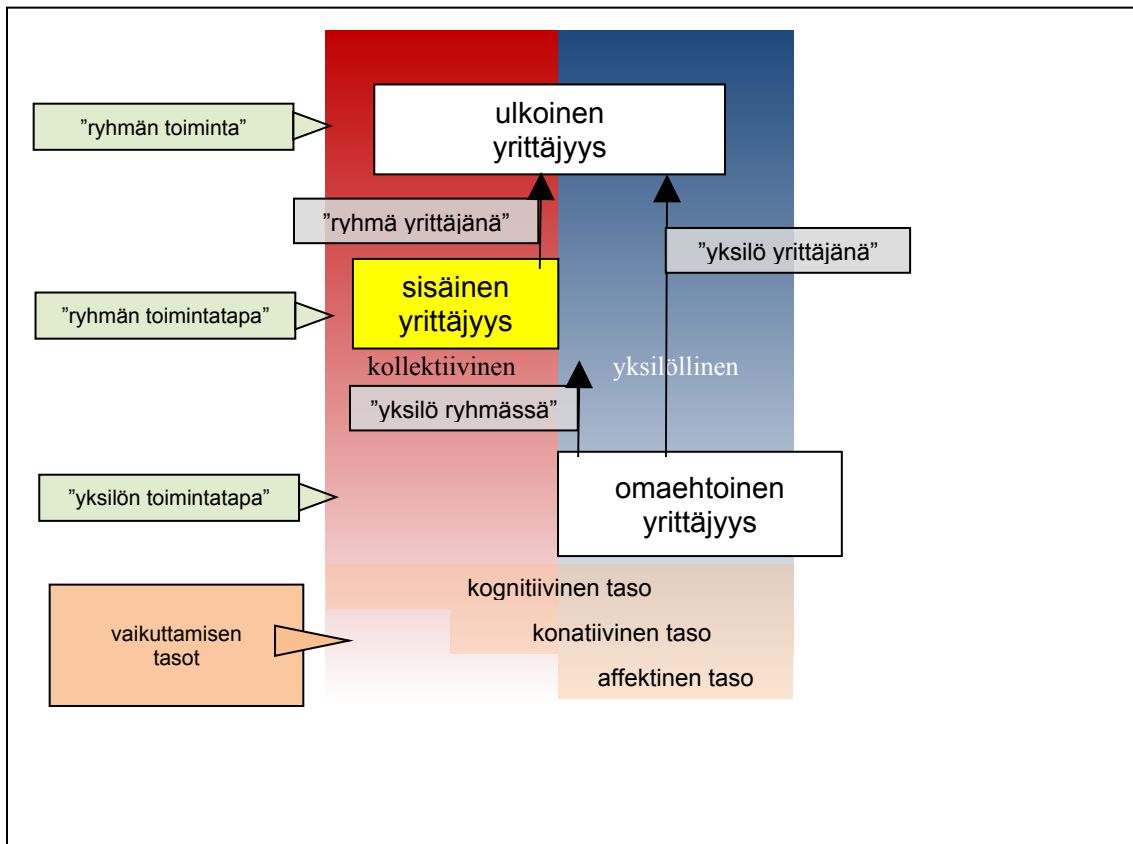 ulkoinen
yrittäjyys
”ryhmän toiminta”
”ryhmä yrittäjänä”
”yksilö yrittäjänä”
sisäinen
yrittäjyys
”ryhmän toimintatapa”
kollektiivinen
yksilöllinen
”yksilö ryhmässä”
”yksilön toimintatapa”
omaehtoinen
yrittäjyys
kognitiivinen taso
vaikuttamisen
tasot
konatiivinen taso
affektinen taso